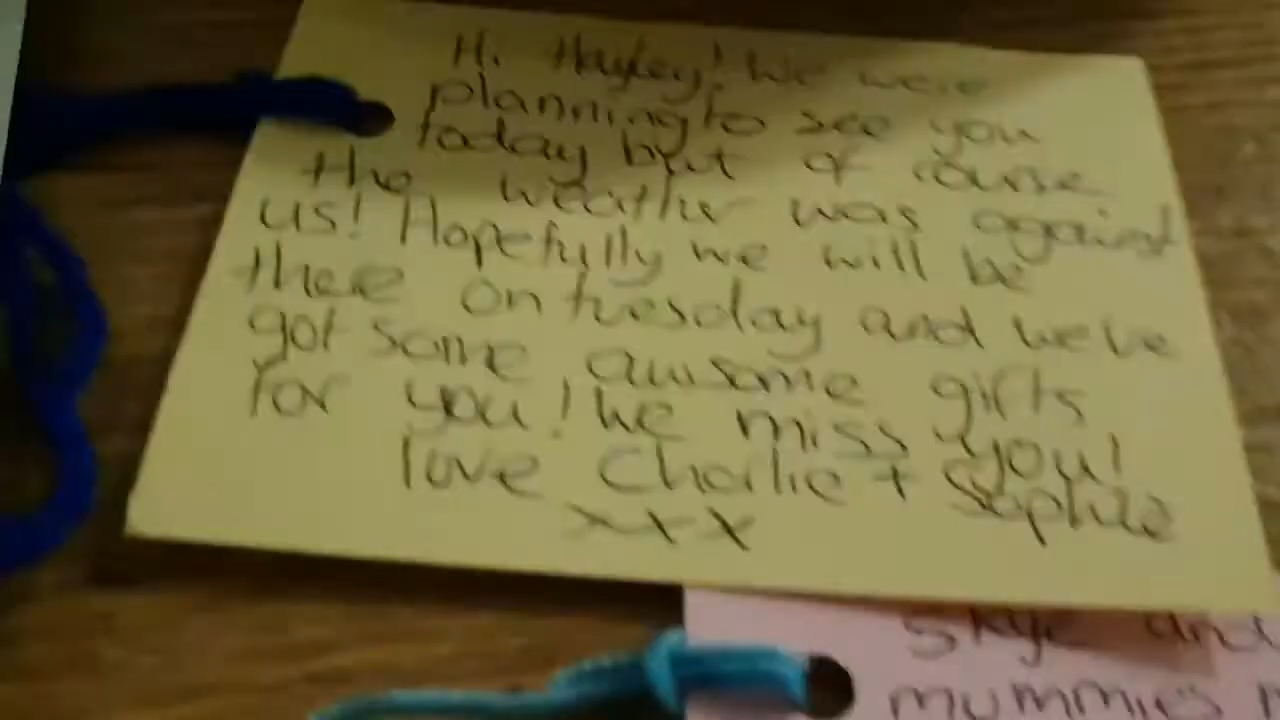 Hi Hayley! We were
planning to see you
today but of course
the weather was against
us! Hopefully we will be
there on tuesday and we've
got some awsome gifts
for you! We miss you!
love Charlie + Sophie
xxx
Skye and
mummies